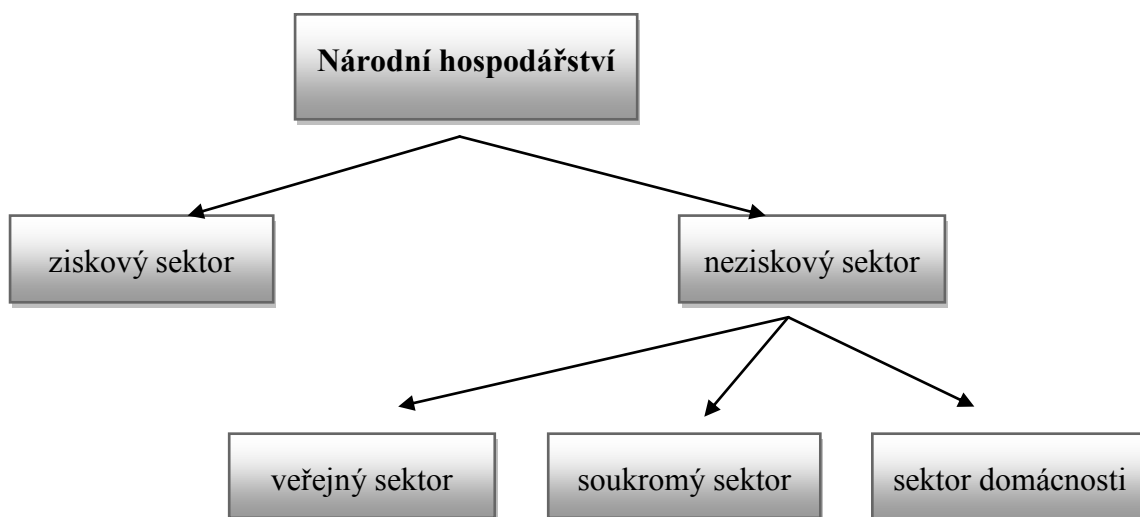 Národní hospodářství
ziskový sektor
neziskový sektor
veřejný sektor
soukromý sektor
sektor domácnosti